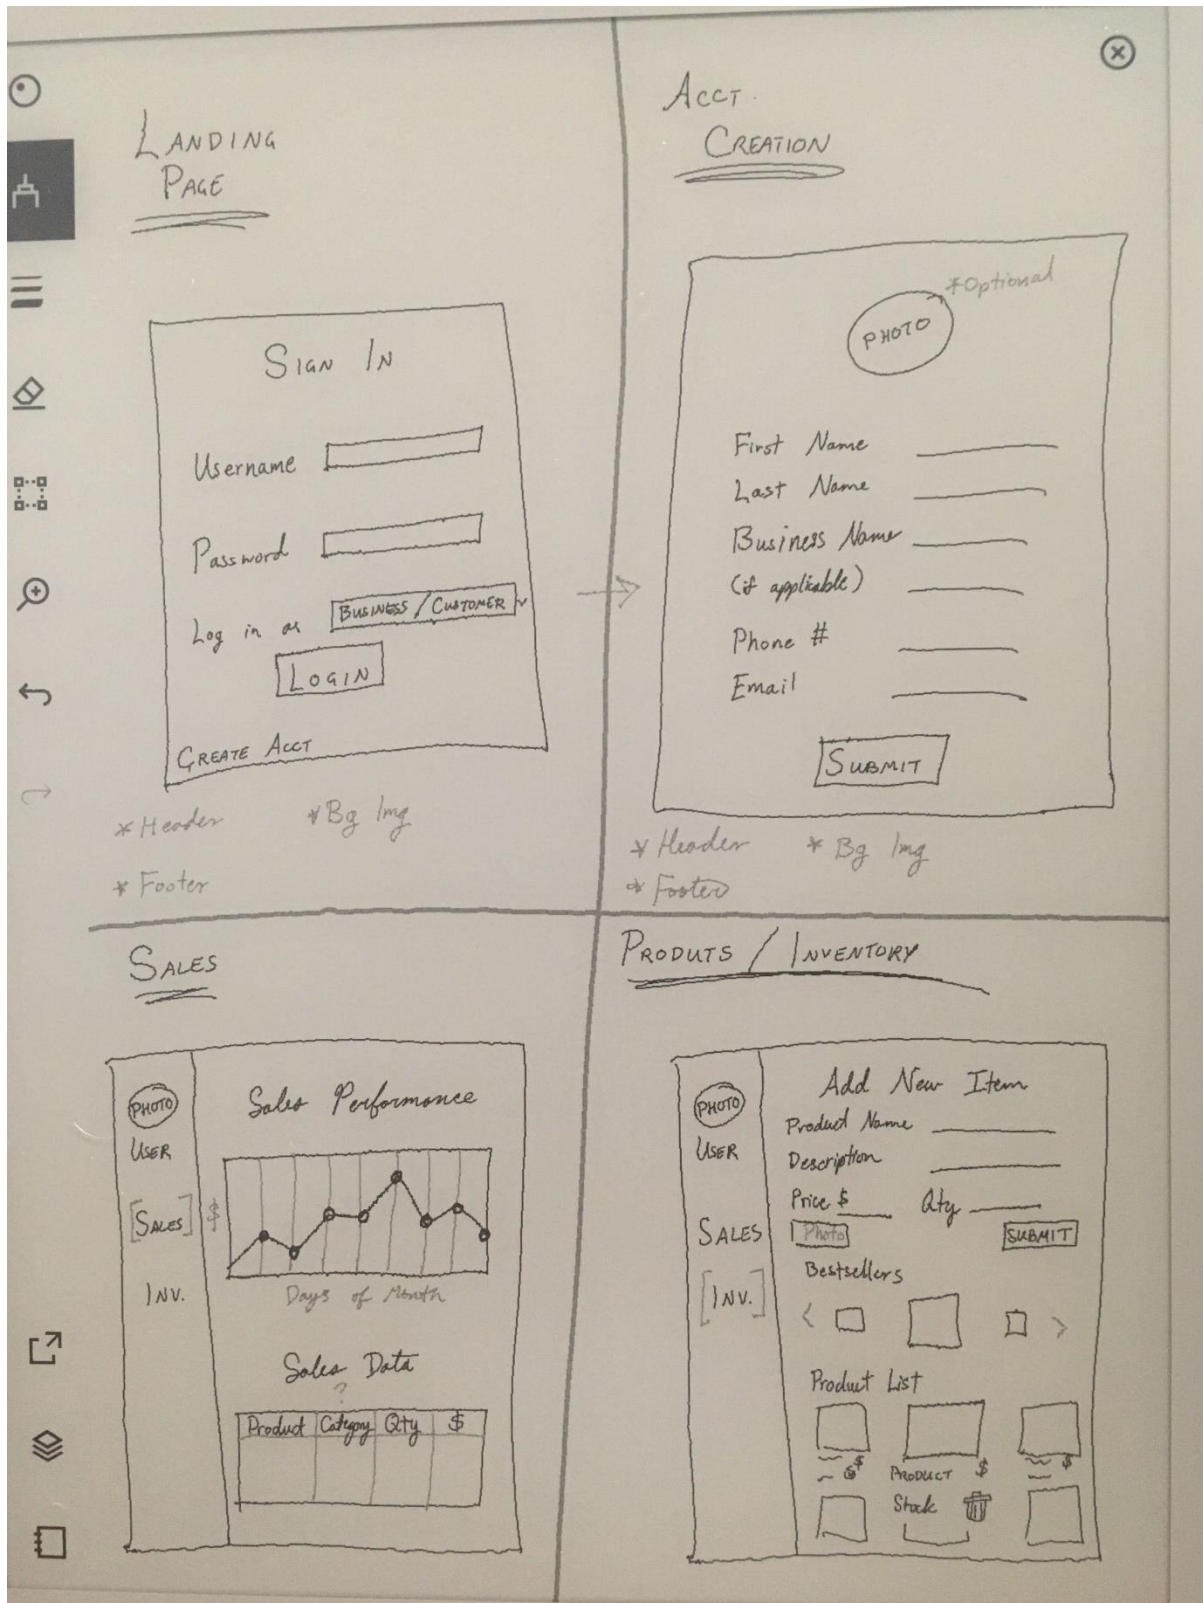 LANDING
PAGE
SIGN IN
Username
Password
Log in as BUSINESS / CUSTOMER
LOGIN
CREATE ACCT
* Header * Bg Img
* Footer
ACCT.
CREATION
*Optional
PHOTO
First Name
Last Name
Business Name
(if applicable)
Phone #
Email
SUBMIT
* Header * Bg Img
* Footer
SALES
PHOTO
USER
[SALES]
INV.
Sales Performance
$
Days of Month
Sales Data
?
Product Category Qty $
PRODUTS / INVENTORY
PHOTO
USER
SALES
[INV.]
Add New Item
Product Name
Description
Price $ Qty
Photo SUBMIT
Bestsellers
< >
Product List
$ PRODUCT $ $
$ Stock